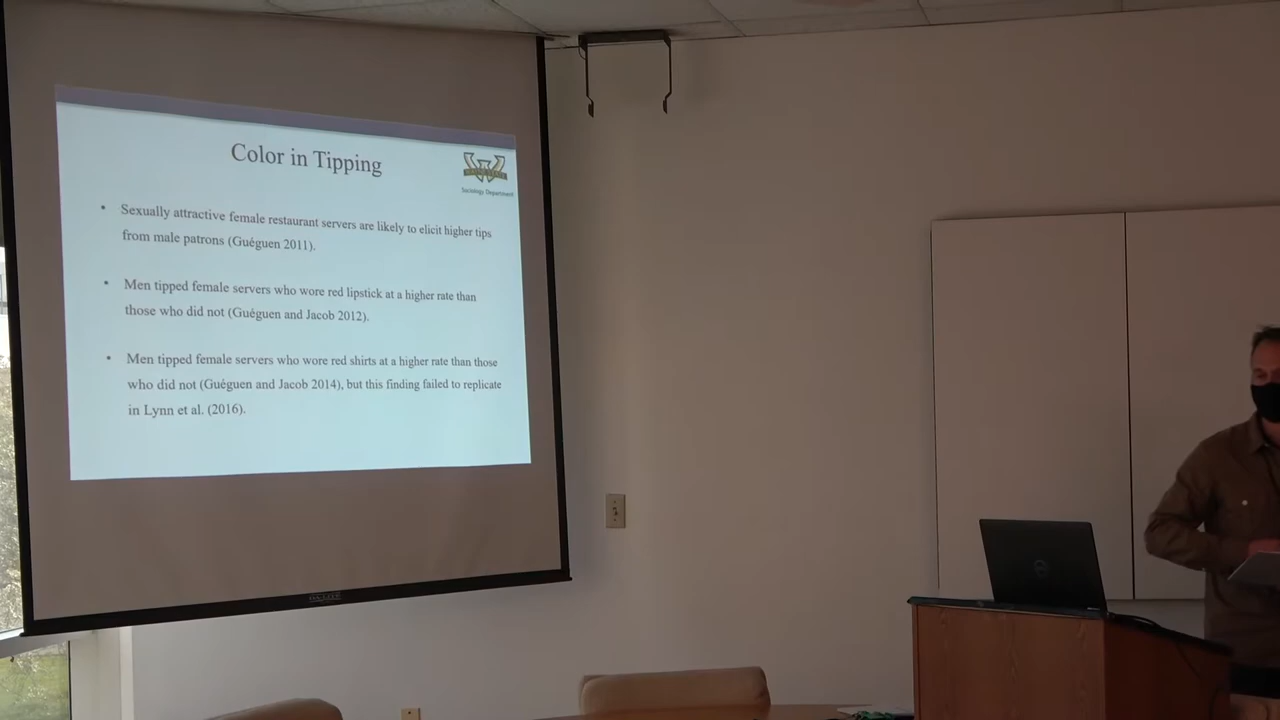 Color in Tipping
Sociology Department
• Sexually attractive female restaurant servers are likely to elicit higher tips
from male patrons (Guéguen 2011).
• Men tipped female servers who wore red lipstick at a higher rate than
those who did not (Guéguen and Jacob 2012).
• Men tipped female servers who wore red shirts at a higher rate than those
who did not (Guéguen and Jacob 2014), but this finding failed to replicate
in Lynn et al. (2016).
DA-LITE